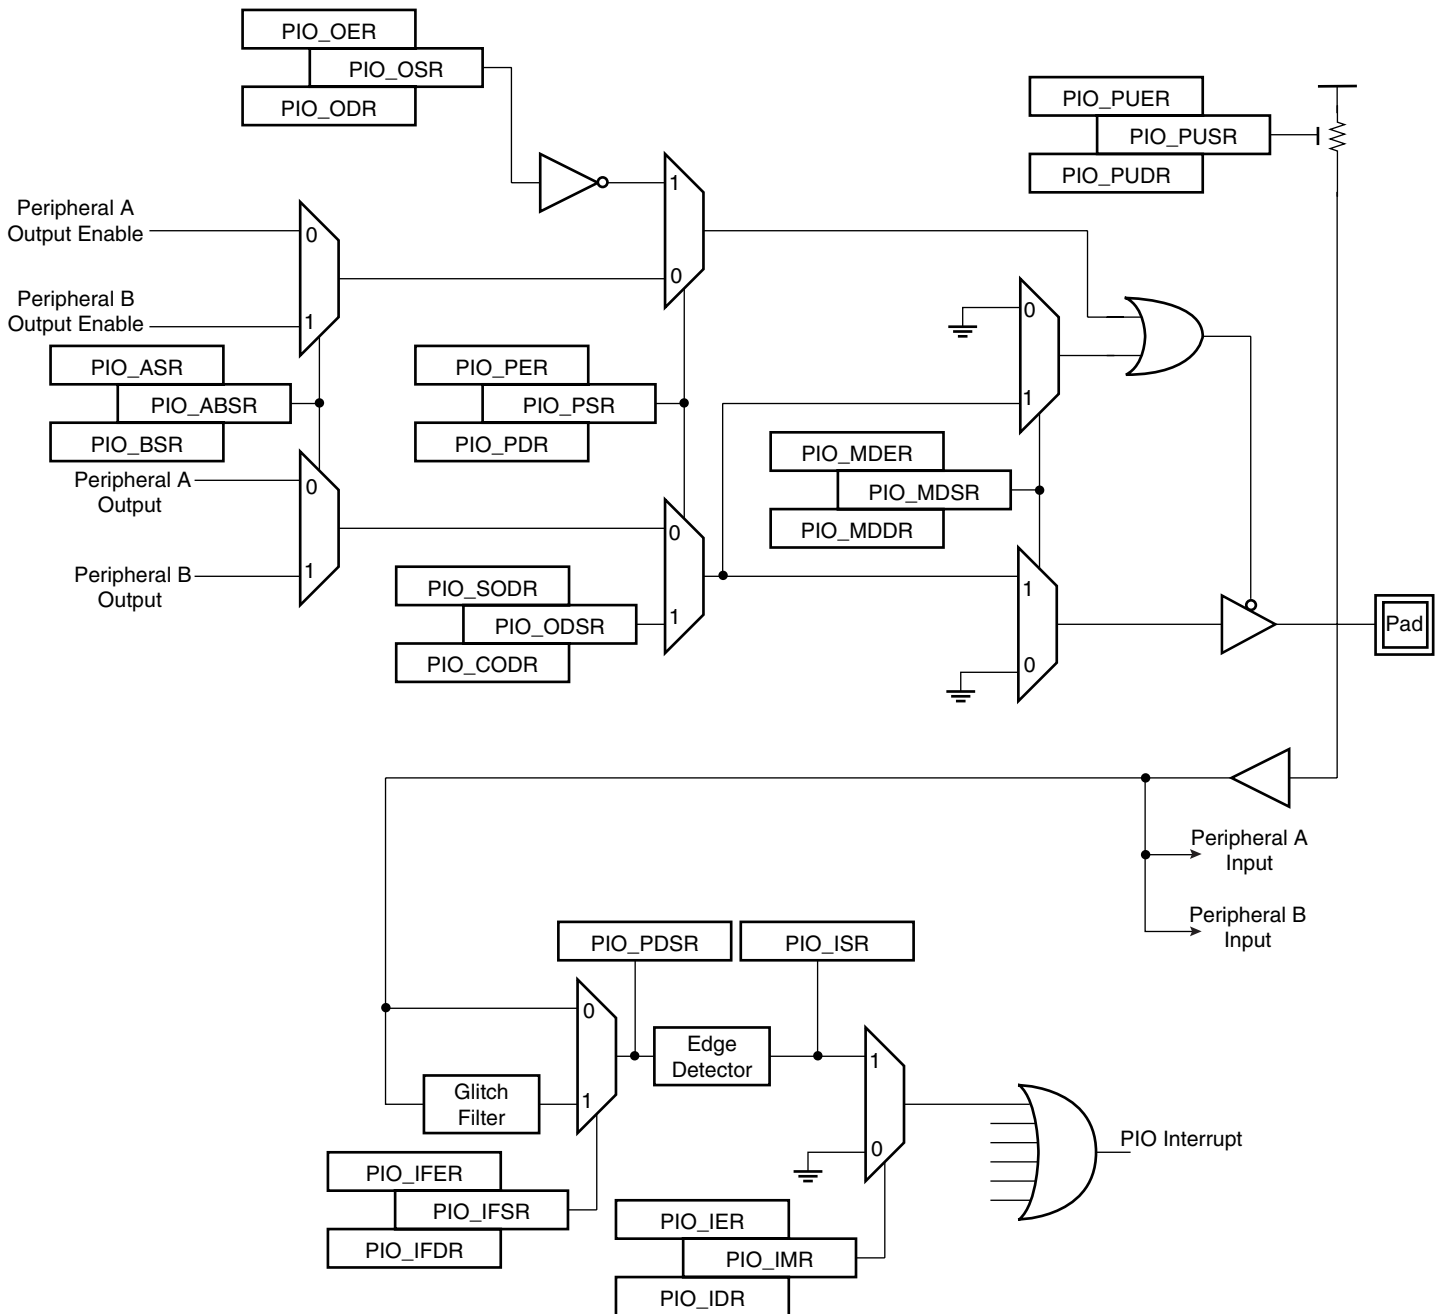 PIO_OER
PIO_OSR
PIO_ODR
PIO_PUER
PIO_PUSR
PIO_PUDR
1
0
Peripheral A
Output Enable
0
Peripheral B
Output Enable
1
0
1
PIO_ASR
PIO_ABSR
PIO_BSR
PIO_PER
PIO_PSR
PIO_PDR
PIO_MDER
PIO_MDSR
PIO_MDDR
Peripheral A
Output
0
Peripheral B
Output
1
0
1
PIO_SODR
PIO_ODSR
PIO_CODR
1
0
Pad
Peripheral A
Input
Peripheral B
Input
PIO_PDSR
PIO_ISR
0
1
Glitch
Filter
Edge
Detector
1
0
PIO Interrupt
PIO_IFER
PIO_IFSR
PIO_IFDR
PIO_IER
PIO_IMR
PIO_IDR